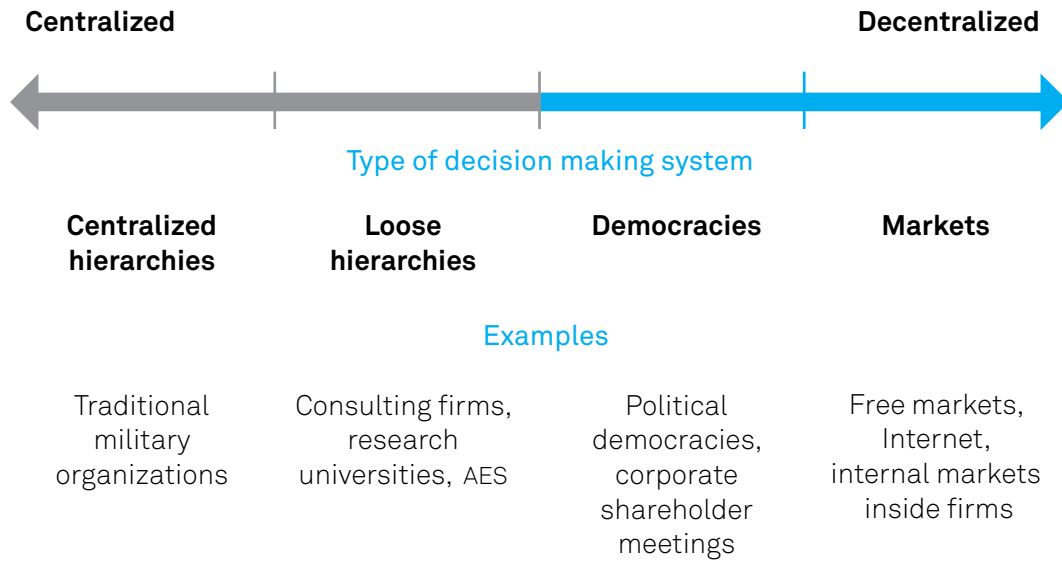 Centralized
Decentralized
Type of decision making system
Centralized
hierarchies
Loose
hierarchies
Democracies
Markets
Examples
Traditional
military
organizations
Consulting firms,
research
universities, AES
Political
democracies,
corporate
shareholder
meetings
Free markets,
Internet,
internal markets
inside firms